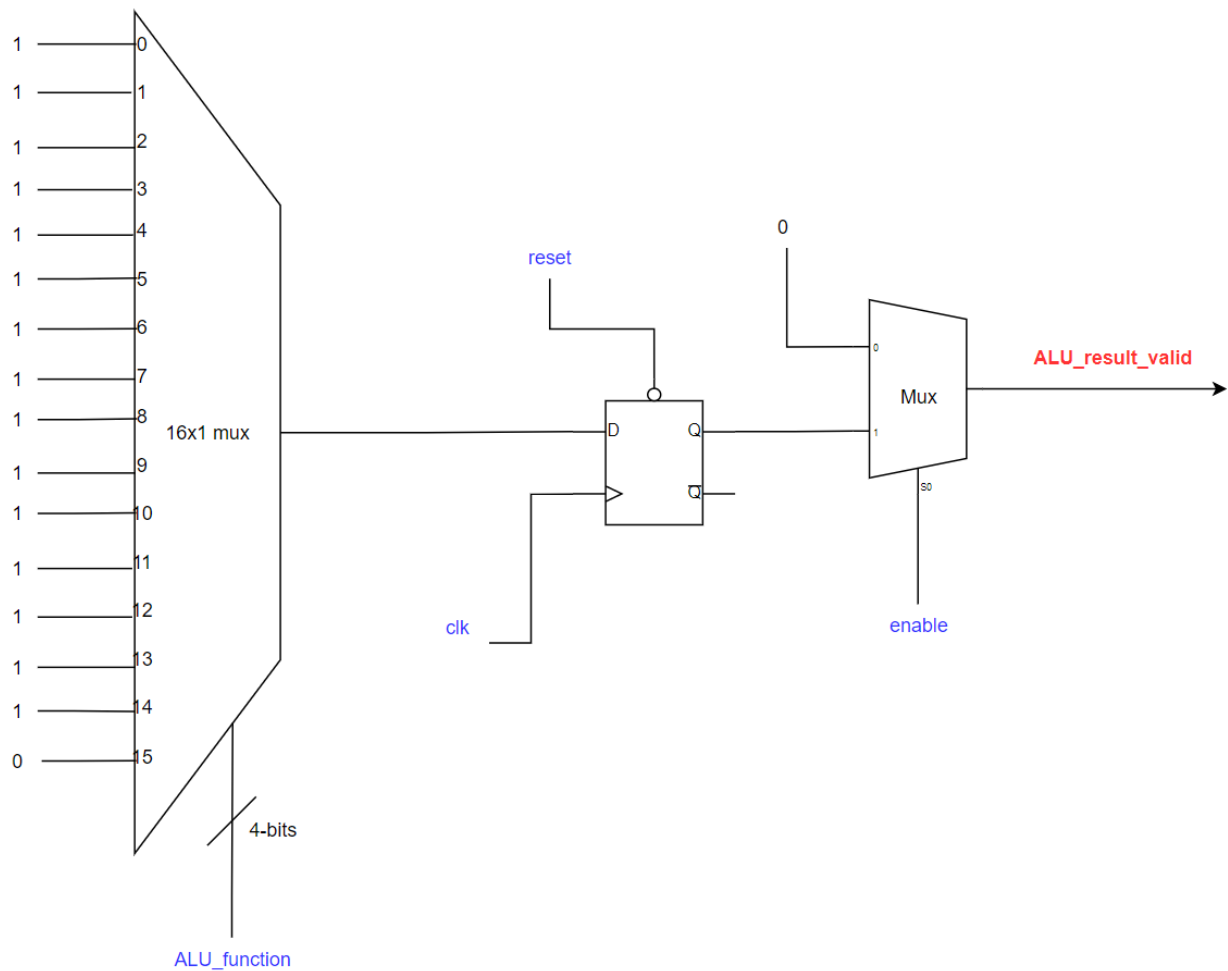 1 0
1 1
1 2
1 3
1 4
1 5
1 6
1 7
1 8
1 9
1 10
1 11
1 12
1 13
1 14
0 15
16x1 mux
4-bits
ALU_function
reset
D Q
Q̅
clk
0
0
Mux
1
S0
enable
ALU_result_valid